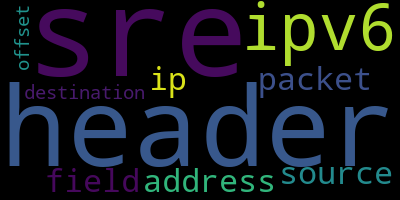 offset sre ipv6
ip packet
destination
header
field address source